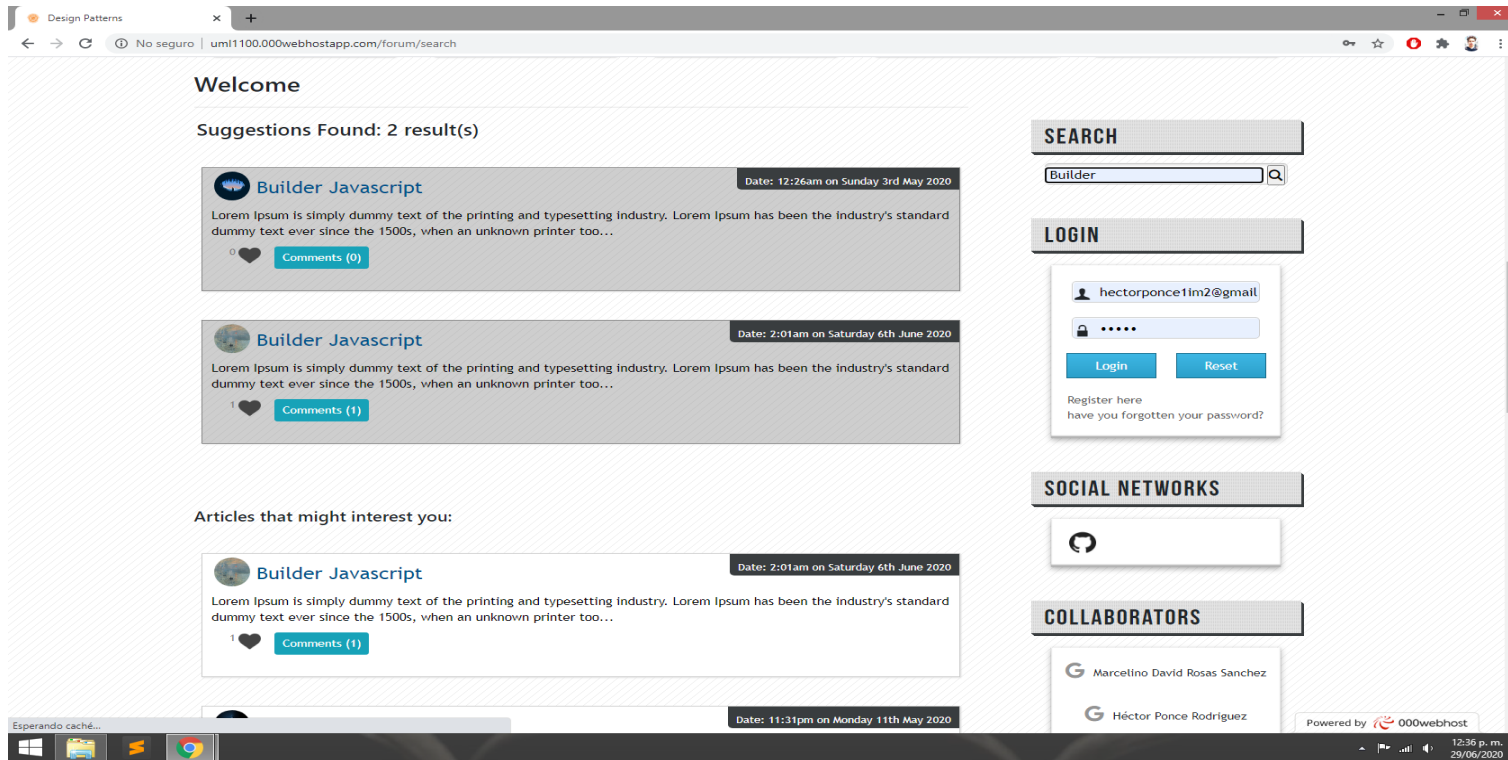 Design Patterns
No seguro
uml1100.000webhostapp.com/forum/search
Welcome
Suggestions Found: 2 result(s)
Builder Javascript
Date: 12:26am on Sunday 3rd May 2020
Lorem Ipsum is simply dummy text of the printing and typesetting industry. Lorem Ipsum has been the industry's standard
dummy text ever since the 1500s, when an unknown printer too...
0
Comments (0)
Builder Javascript
Date: 2:01am on Saturday 6th June 2020
Lorem Ipsum is simply dummy text of the printing and typesetting industry. Lorem Ipsum has been the industry's standard
dummy text ever since the 1500s, when an unknown printer too...
1
Comments (1)
Articles that might interest you:
Builder Javascript
Date: 2:01am on Saturday 6th June 2020
Lorem Ipsum is simply dummy text of the printing and typesetting industry. Lorem Ipsum has been the industry's standard
dummy text ever since the 1500s, when an unknown printer too...
1
Comments (1)
Date: 11:31pm on Monday 11th May 2020
SEARCH
Builder
LOGIN
hectorponce1im2@gmail
•••••
Login
Reset
Register here
have you forgotten your password?
SOCIAL NETWORKS
COLLABORATORS
Marcelino David Rosas Sanchez
Héctor Ponce Rodriguez
Powered by 000webhost
Esperando caché...
12:36 p. m.
29/06/2020